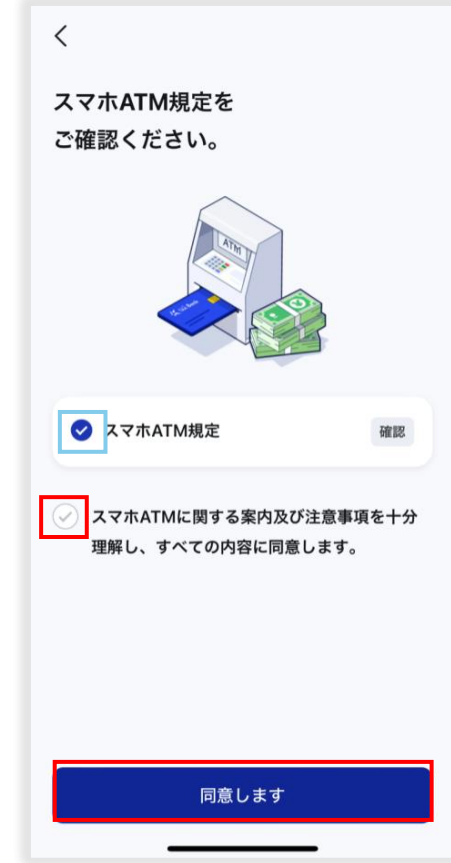 スマホATM規定を
ご確認ください。
ATM
スマホATM規定 確認
スマホATMに関する案内及び注意事項を十分
理解し、すべての内容に同意します。
同意します